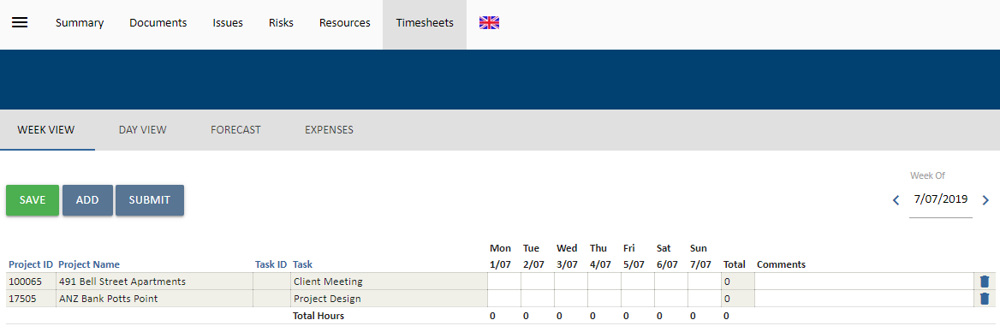 Summary Documents Issues Risks Resources Timesheets
WEEK VIEW DAY VIEW FORECAST EXPENSES
Week Of
SAVE ADD SUBMIT 7/07/2019
Mon Tue Wed Thu Fri Sat Sun
Project ID Project Name Task ID Task 1/07 2/07 3/07 4/07 5/07 6/07 7/07 Total Comments
100065 491 Bell Street Apartments Client Meeting 0
17505 ANZ Bank Potts Point Project Design 0
Total Hours 0 0 0 0 0 0 0 0